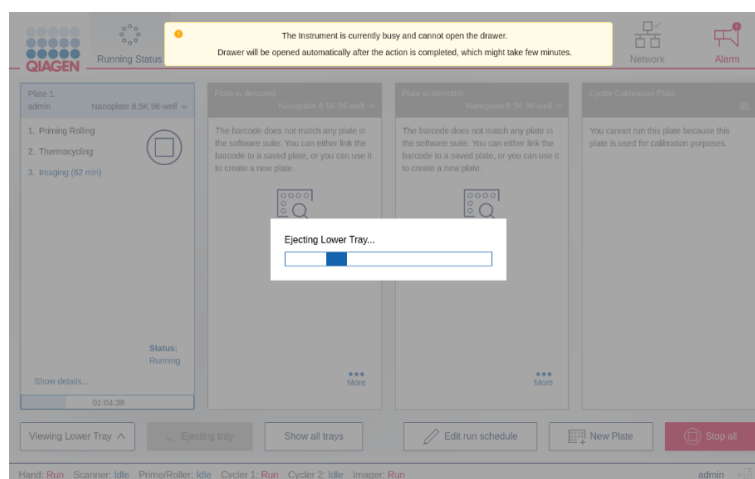 The Instrument is currently busy and cannot open the drawer.
Drawer will be opened automatically after the action is completed, which might take few minutes.
QIAGEN
Running Status
Network
Alarm
Plate 1
admin Nanoplate 8.5K 96-well
Plate is detected
Nanoplate 8.5K 96-well
Plate is detected
Nanoplate 8.5K 96-well
Cycler Calibration Plate
1. Priming Rolling
2. Thermocycling
3. Imaging (62 min)
The barcode does not match any plate in
the software suite. You can either link the
barcode to a saved plate, or you can use it
to create a new plate.
The barcode does not match any plate in
the software suite. You can either link the
barcode to a saved plate, or you can use it
to create a new plate.
You cannot run this plate because this
plate is used for calibration purposes.
Ejecting Lower Tray...
Status:
Running
Show details...
More
More
01:04:38
Viewing Lower Tray
Ejecting tray
Show all trays
Edit run schedule
New Plate
Stop all
Hand: Run Scanner: Idle Prime/Roller: Idle Cycler 1: Run Cycler 2: Idle Imager: Run
admin